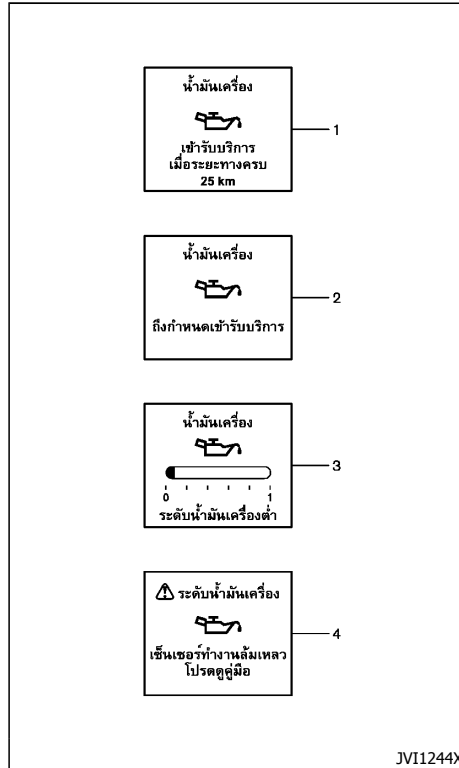 น้ำมันเครื่อง
เข้ารับบริการ
เมื่อระยะทางครบ
25 km
1
น้ำมันเครื่อง
ถึงกำหนดเข้ารับบริการ
2
น้ำมันเครื่อง
0 1
ระดับน้ำมันเครื่องต่ำ
3
ระดับน้ำมันเครื่อง
เซ็นเซอร์ทำงานล้มเหลว
โปรดดูคู่มือ
4
JVI1244X